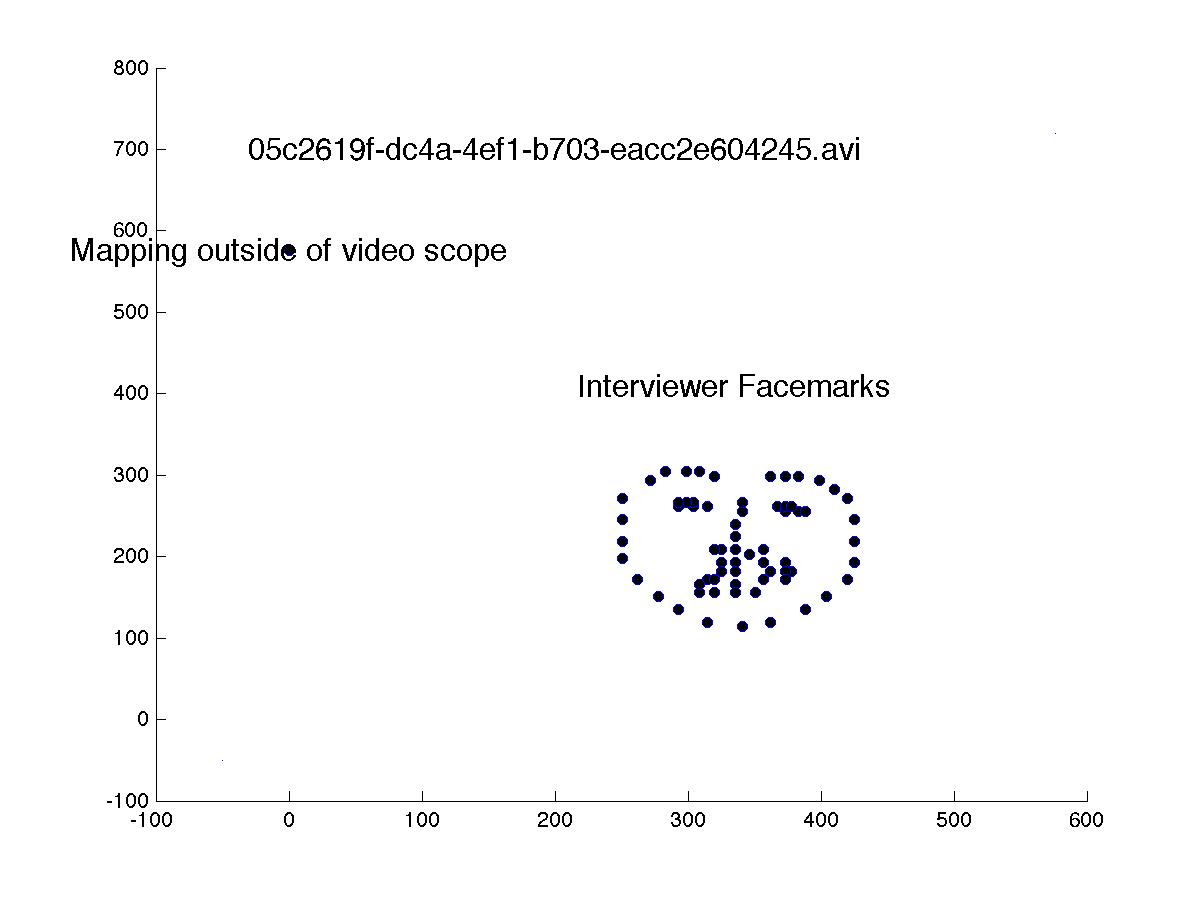 800
700
05c2619f-dc4a-4ef1-b703-eacc2e604245.avi
600
Mapping outside of video scope
500
400
Interviewer Facemarks
300
200
100
0
-100
-100 0 100 200 300 400 500 600